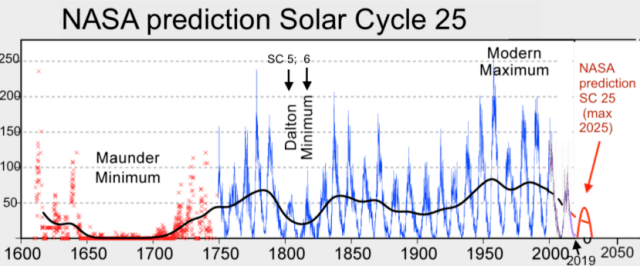 NASA prediction Solar Cycle 25
250
200
150
100
50
1600
1650
1700
1750
1800
1850
1900
1950
2000
2050
Maunder
Minimum
SC 5; 6
Dalton
Minimum
Modern
Maximum
NASA
prediction
SC 25
(max
2025)
0
2019